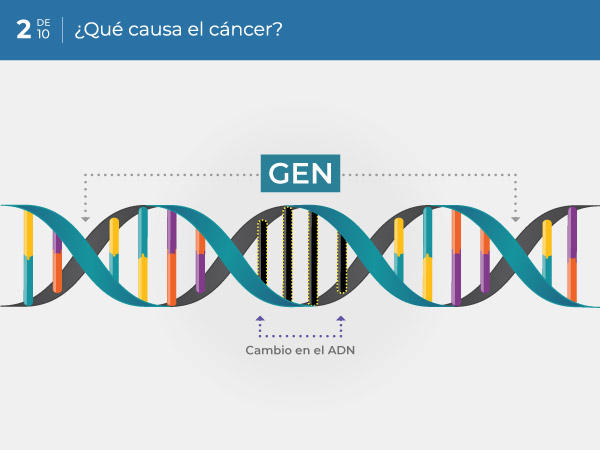 2 DE 10 ¿Qué causa el cáncer?
GEN
Cambio en el ADN